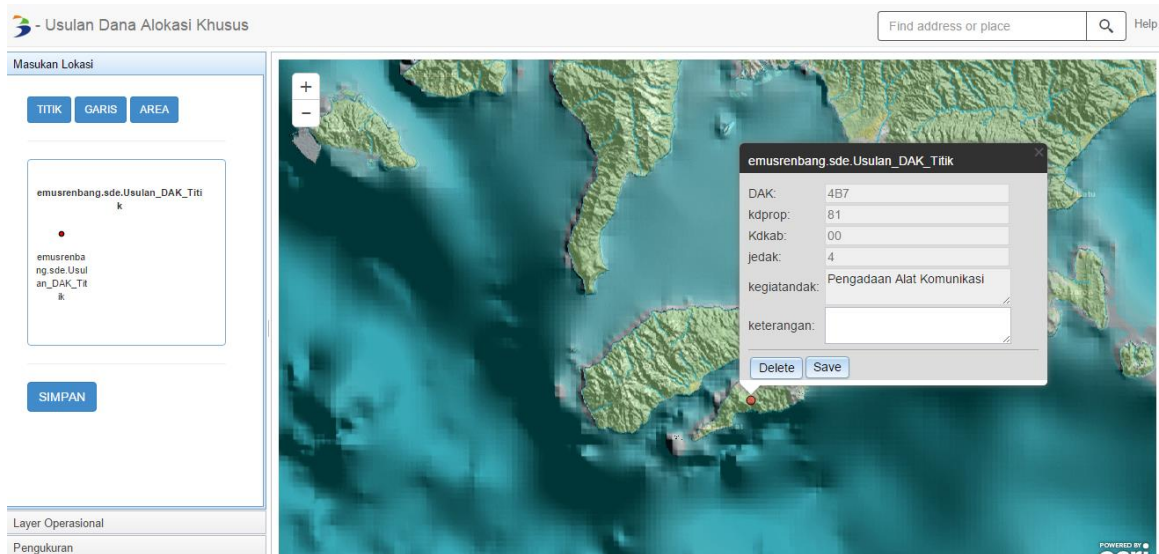 - Usulan Dana Alokasi Khusus
Find address or place
Help
Masukan Lokasi
TITIK
GARIS
AREA
emusrenbang.sde.Usulan_DAK_Titi
k
emusrenba
ng.sde.Usul
an_DAK_Tit
ik
SIMPAN
Layer Operasional
Pengukuran
+
−
emusrenbang.sde.Usulan_DAK_Titik
DAK: 4B7
kdprop: 81
Kdkab: 00
jedak: 4
kegiatandak: Pengadaan Alat Komunikasi
keterangan:
Delete
Save
POWERED BY
esri